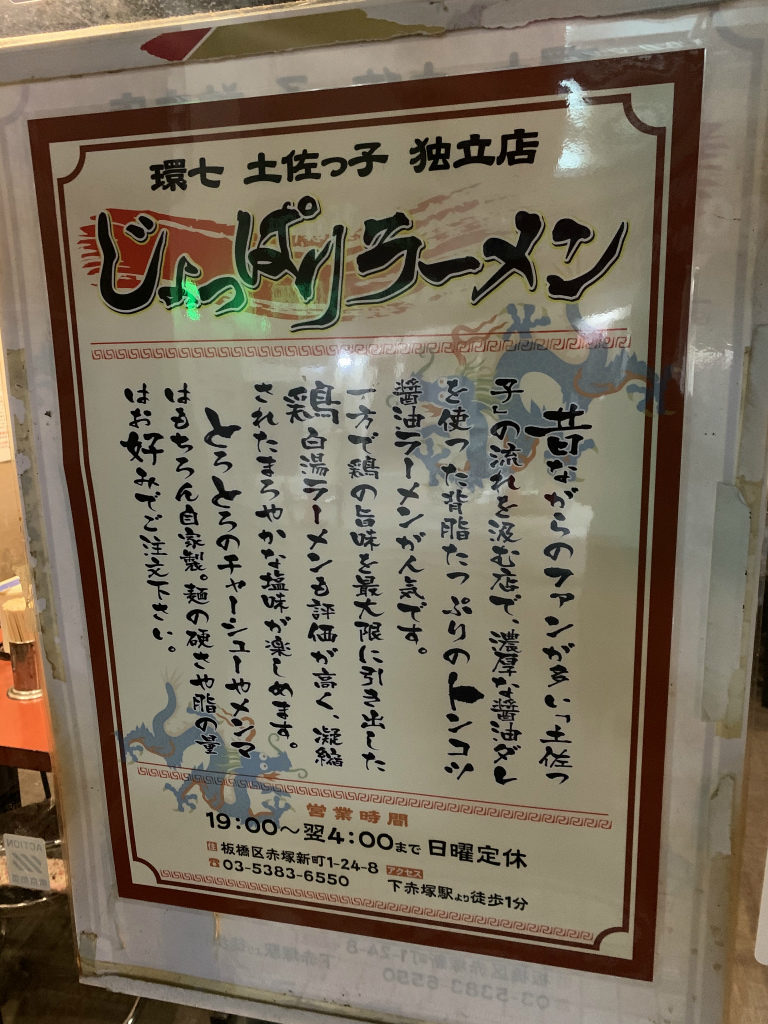 環七 土佐っ子 独立店
じょっぱりラーメン
昔ながらのファンが多い「土佐っ
子」の流れを汲む店で、濃厚な醤油ダレ
を使った背脂たっぷりのトンコツ
醤油ラーメンが人気です。
一方で鶏の旨味を最大限に引き出した
鶏白湯ラーメンも評価が高く、凝縮
されたまろやかな塩味が楽しめます。
とろとろのチャーシューやメンマ
はもちろん自家製。麺の硬さや脂の量
はお好みでご注文下さい。
営業時間
19:00〜翌4:00まで 日曜定休
住 板橋区赤塚新町1-24-8
☎03-5383-6550
アクセス
下赤塚駅より徒歩1分
ACTION